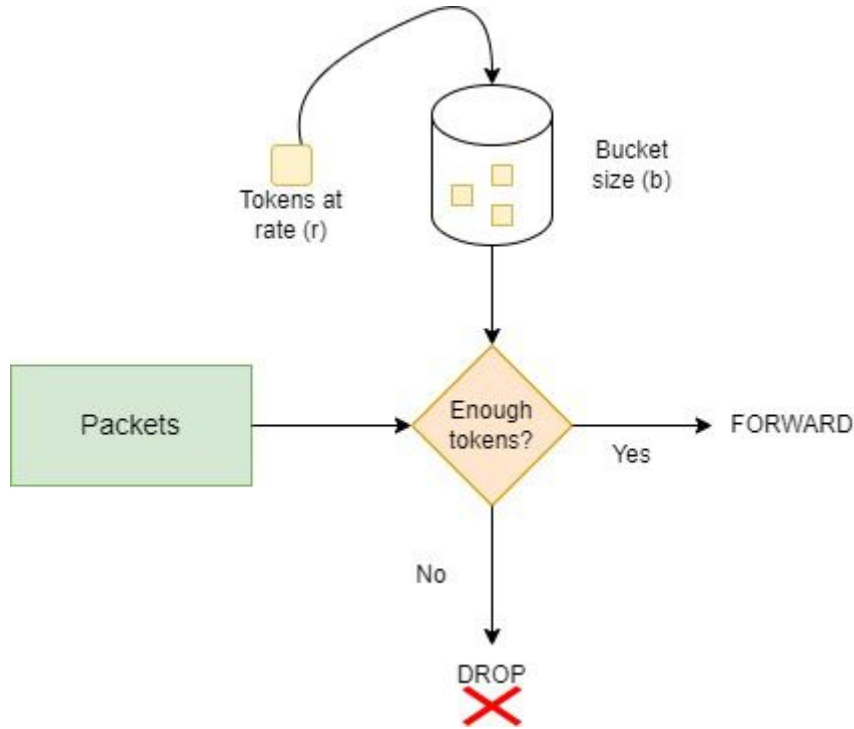 Bucket
size (b)
Tokens at
rate (r)
Packets
Enough
tokens?
Yes
FORWARD
No
DROP